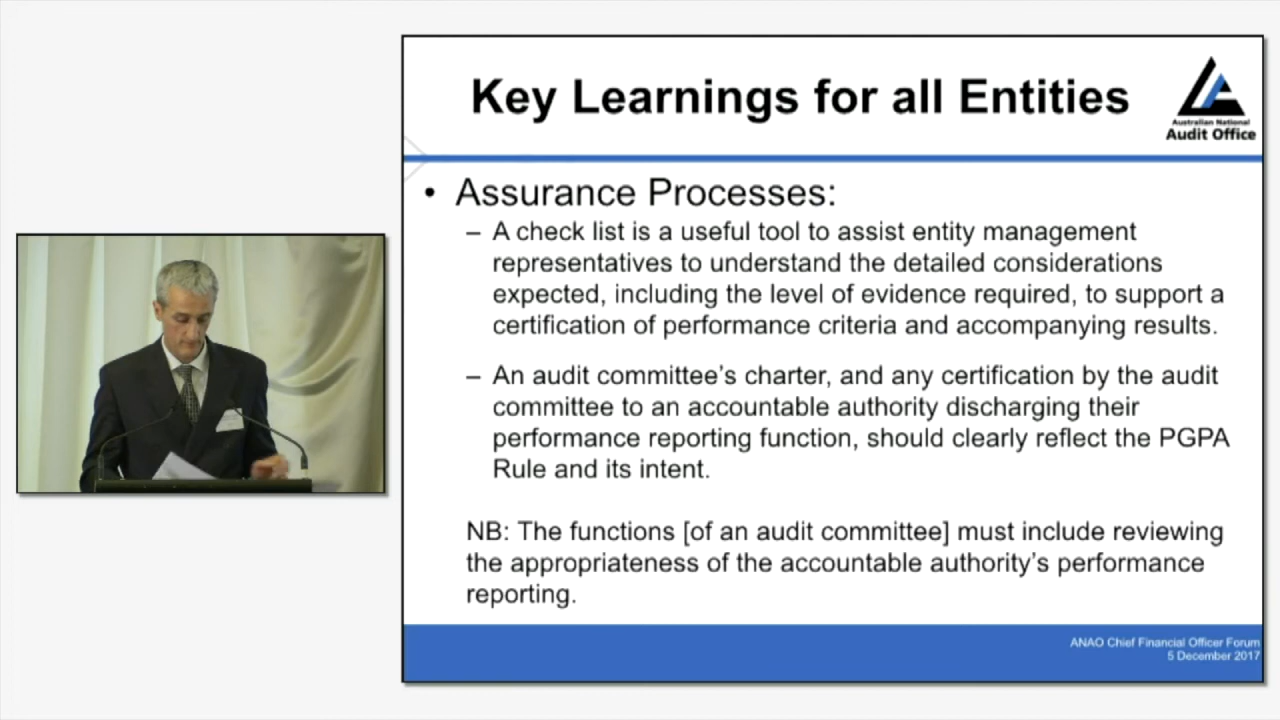 Key Learnings for all Entities
Australian National
Audit Office
• Assurance Processes:
– A check list is a useful tool to assist entity management
representatives to understand the detailed considerations
expected, including the level of evidence required, to support a
certification of performance criteria and accompanying results.
– An audit committee’s charter, and any certification by the audit
committee to an accountable authority discharging their
performance reporting function, should clearly reflect the PGPA
Rule and its intent.
NB: The functions [of an audit committee] must include reviewing
the appropriateness of the accountable authority’s performance
reporting.
ANAO Chief Financial Officer Forum
5 December 2017